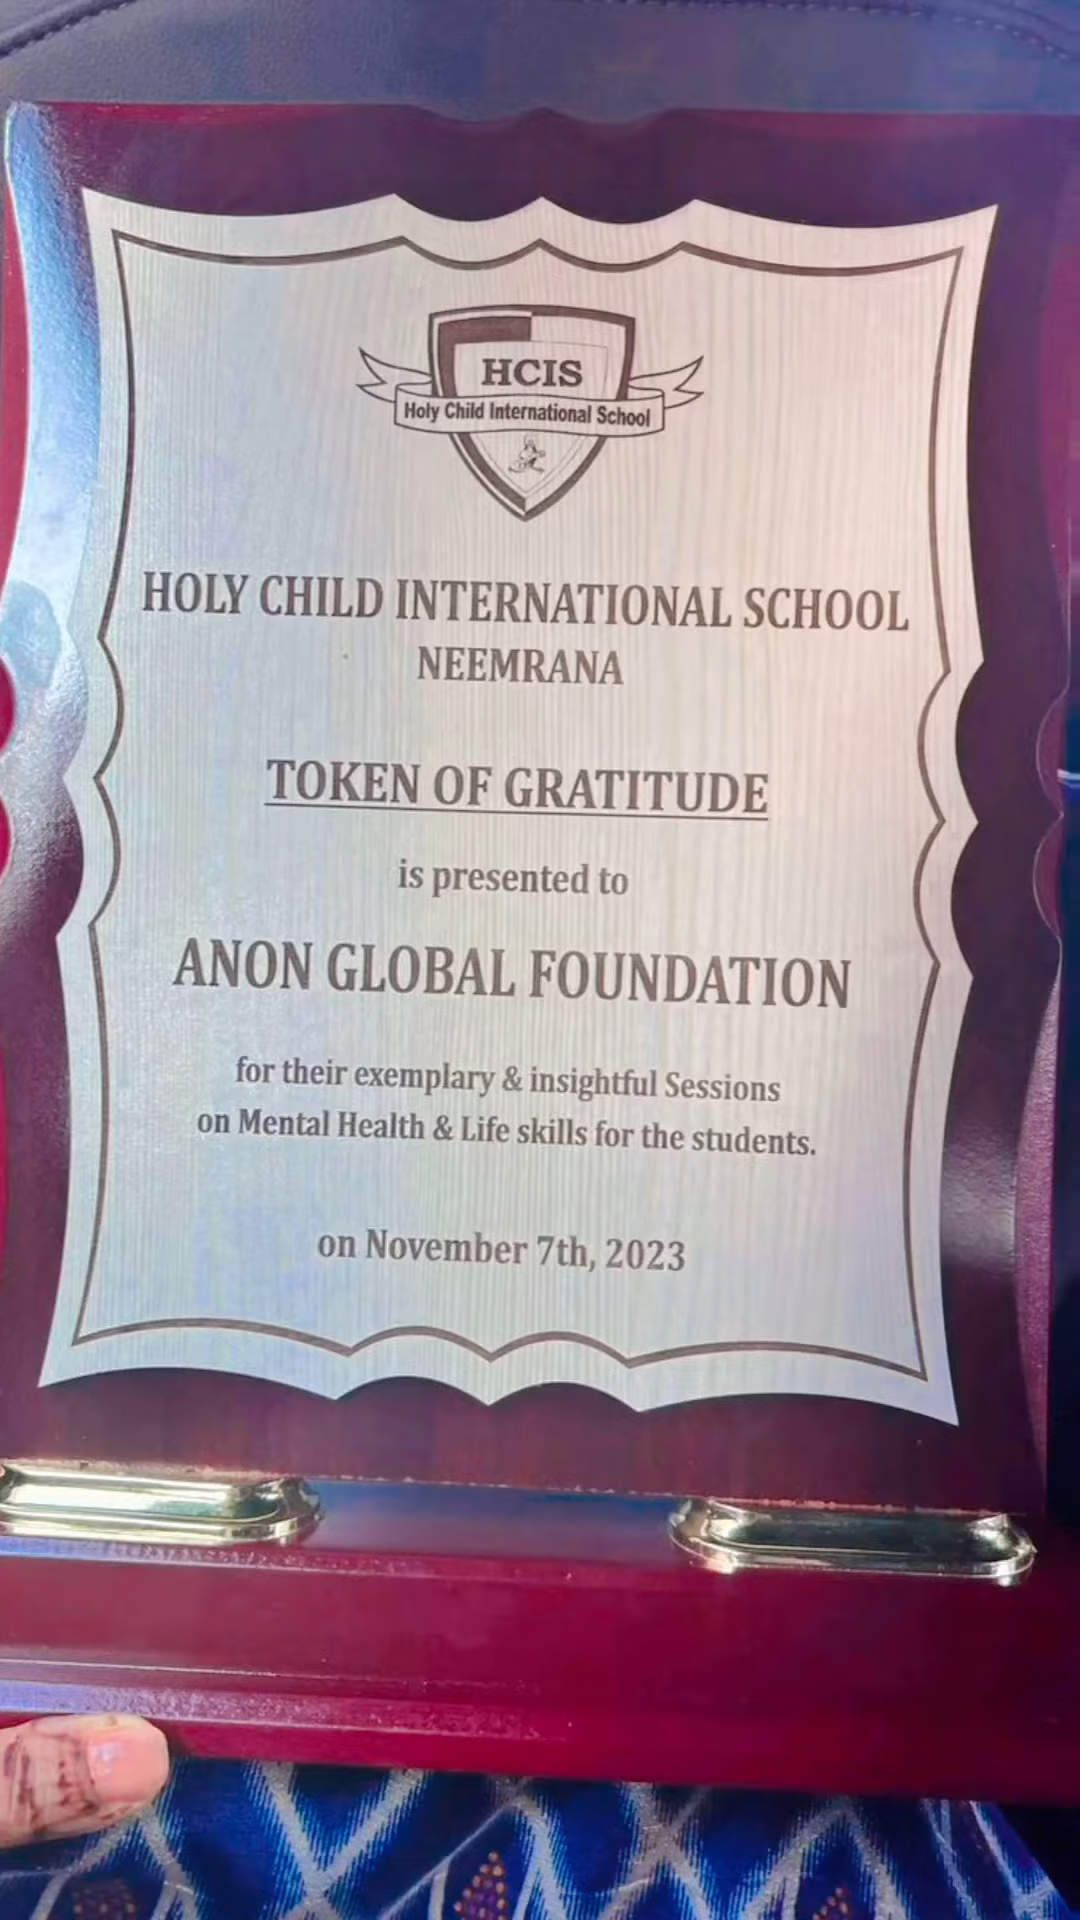 HCIS
Holy Child International School
HOLY CHILD INTERNATIONAL SCHOOL
NEEMRANA
TOKEN OF GRATITUDE
is presented to
ANON GLOBAL FOUNDATION
for their exemplary & insightful Sessions
on Mental Health & Life skills for the students.
on November 7th, 2023